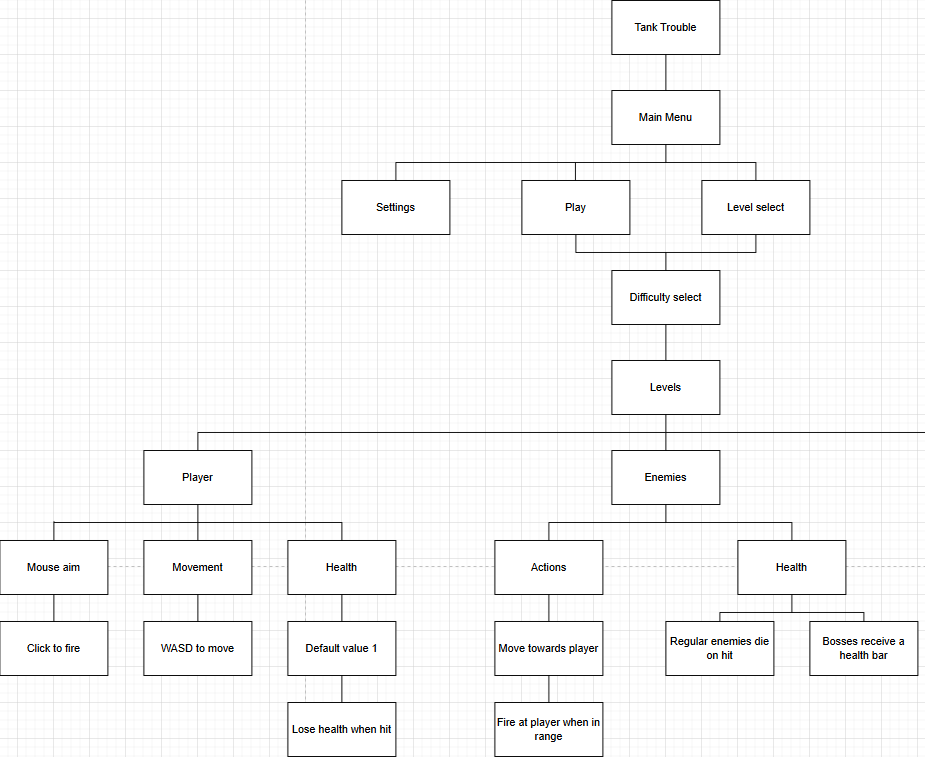 Tank Trouble
Main Menu
Settings
Play
Level select
Difficulty select
Levels
Player
Enemies
Mouse aim
Movement
Health
Actions
Health
Click to fire
WASD to move
Default value 1
Move towards player
Regular enemies die
on hit
Bosses receive a
health bar
Lose health when hit
Fire at player when in
range